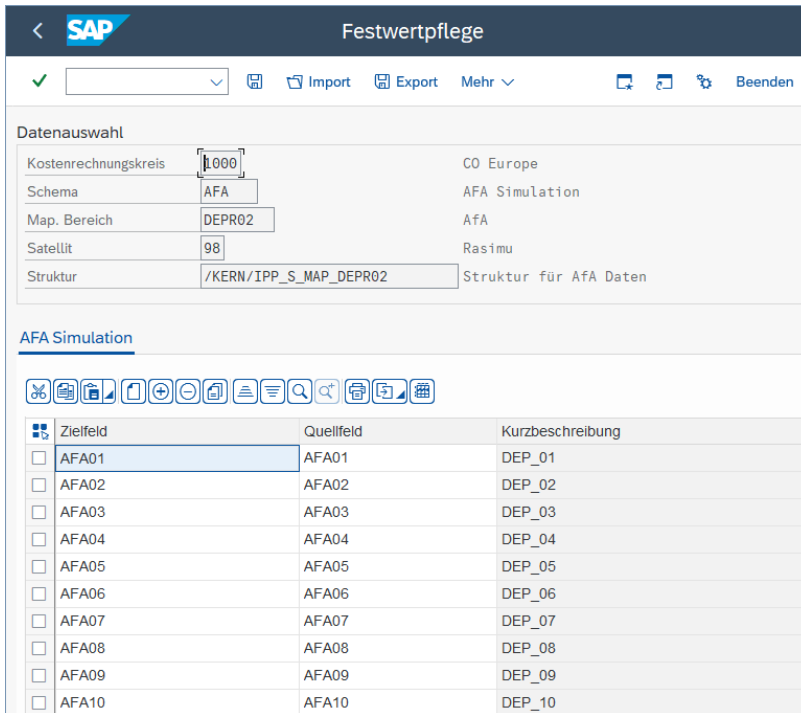 SAP Festwertpflege
Import Export Mehr Beenden
Datenauswahl
Kostenrechnungskreis 1000 CO Europe
Schema AFA AFA Simulation
Map. Bereich DEPR02 AfA
Satellit 98 Rasimu
Struktur /KERN/IPP_S_MAP_DEPR02 Struktur für AfA Daten
AFA Simulation
Zielfeld Quellfeld Kurzbeschreibung
AFA01 AFA01 DEP_01
AFA02 AFA02 DEP_02
AFA03 AFA03 DEP_03
AFA04 AFA04 DEP_04
AFA05 AFA05 DEP_05
AFA06 AFA06 DEP_06
AFA07 AFA07 DEP_07
AFA08 AFA08 DEP_08
AFA09 AFA09 DEP_09
AFA10 AFA10 DEP_10